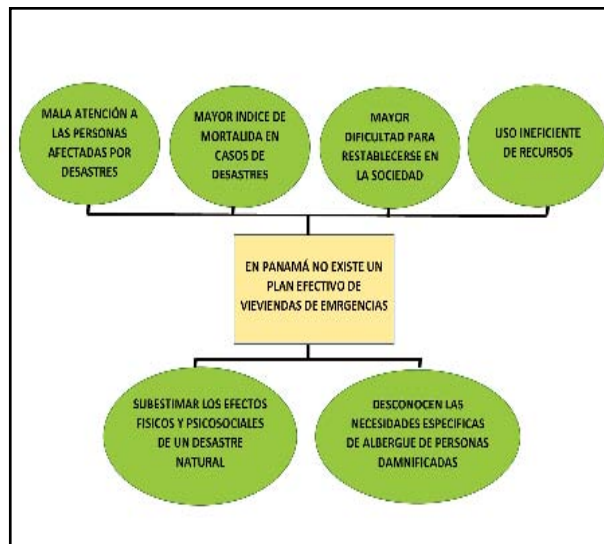 MALA ATENCIÓN A
LAS PERSONAS
AFECTADAS POR
DESASTRES
MAYOR INDICE DE
MORTALIDA EN
CASOS DE
DESASTRES
MAYOR
DIFICULTAD PARA
RESTABLECERSE EN
LA SOCIEDAD
USO INEFICIENTE
DE RECURSOS
EN PANAMÁ NO EXISTE UN
PLAN EFECTIVO DE
VIEVIENDAS DE EMRGENCIAS
SUBESTIMAR LOS EFECTOS
FISICOS Y PSICOSOCIALES
DE UN DESASTRE
NATURAL
DESCONOCEN LAS
NECESIDADES ESPECIFICAS
DE ALBERGUE DE PERSONAS
DAMNIFICADAS